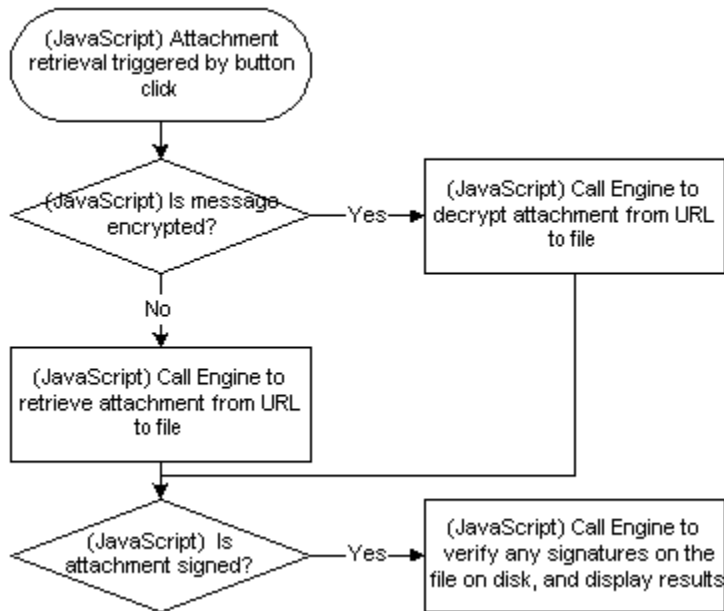 (JavaScript) Attachment
retrieval triggered by button
click
(JavaScript) Is message
encrypted?
Yes
(JavaScript) Call Engine to
decrypt attachment from URL
to file
No
(JavaScript) Call Engine to
retrieve attachment from URL
to file
(JavaScript) Is
attachment signed?
Yes
(JavaScript) Call Engine to
verify any signatures on the
file on disk, and display results